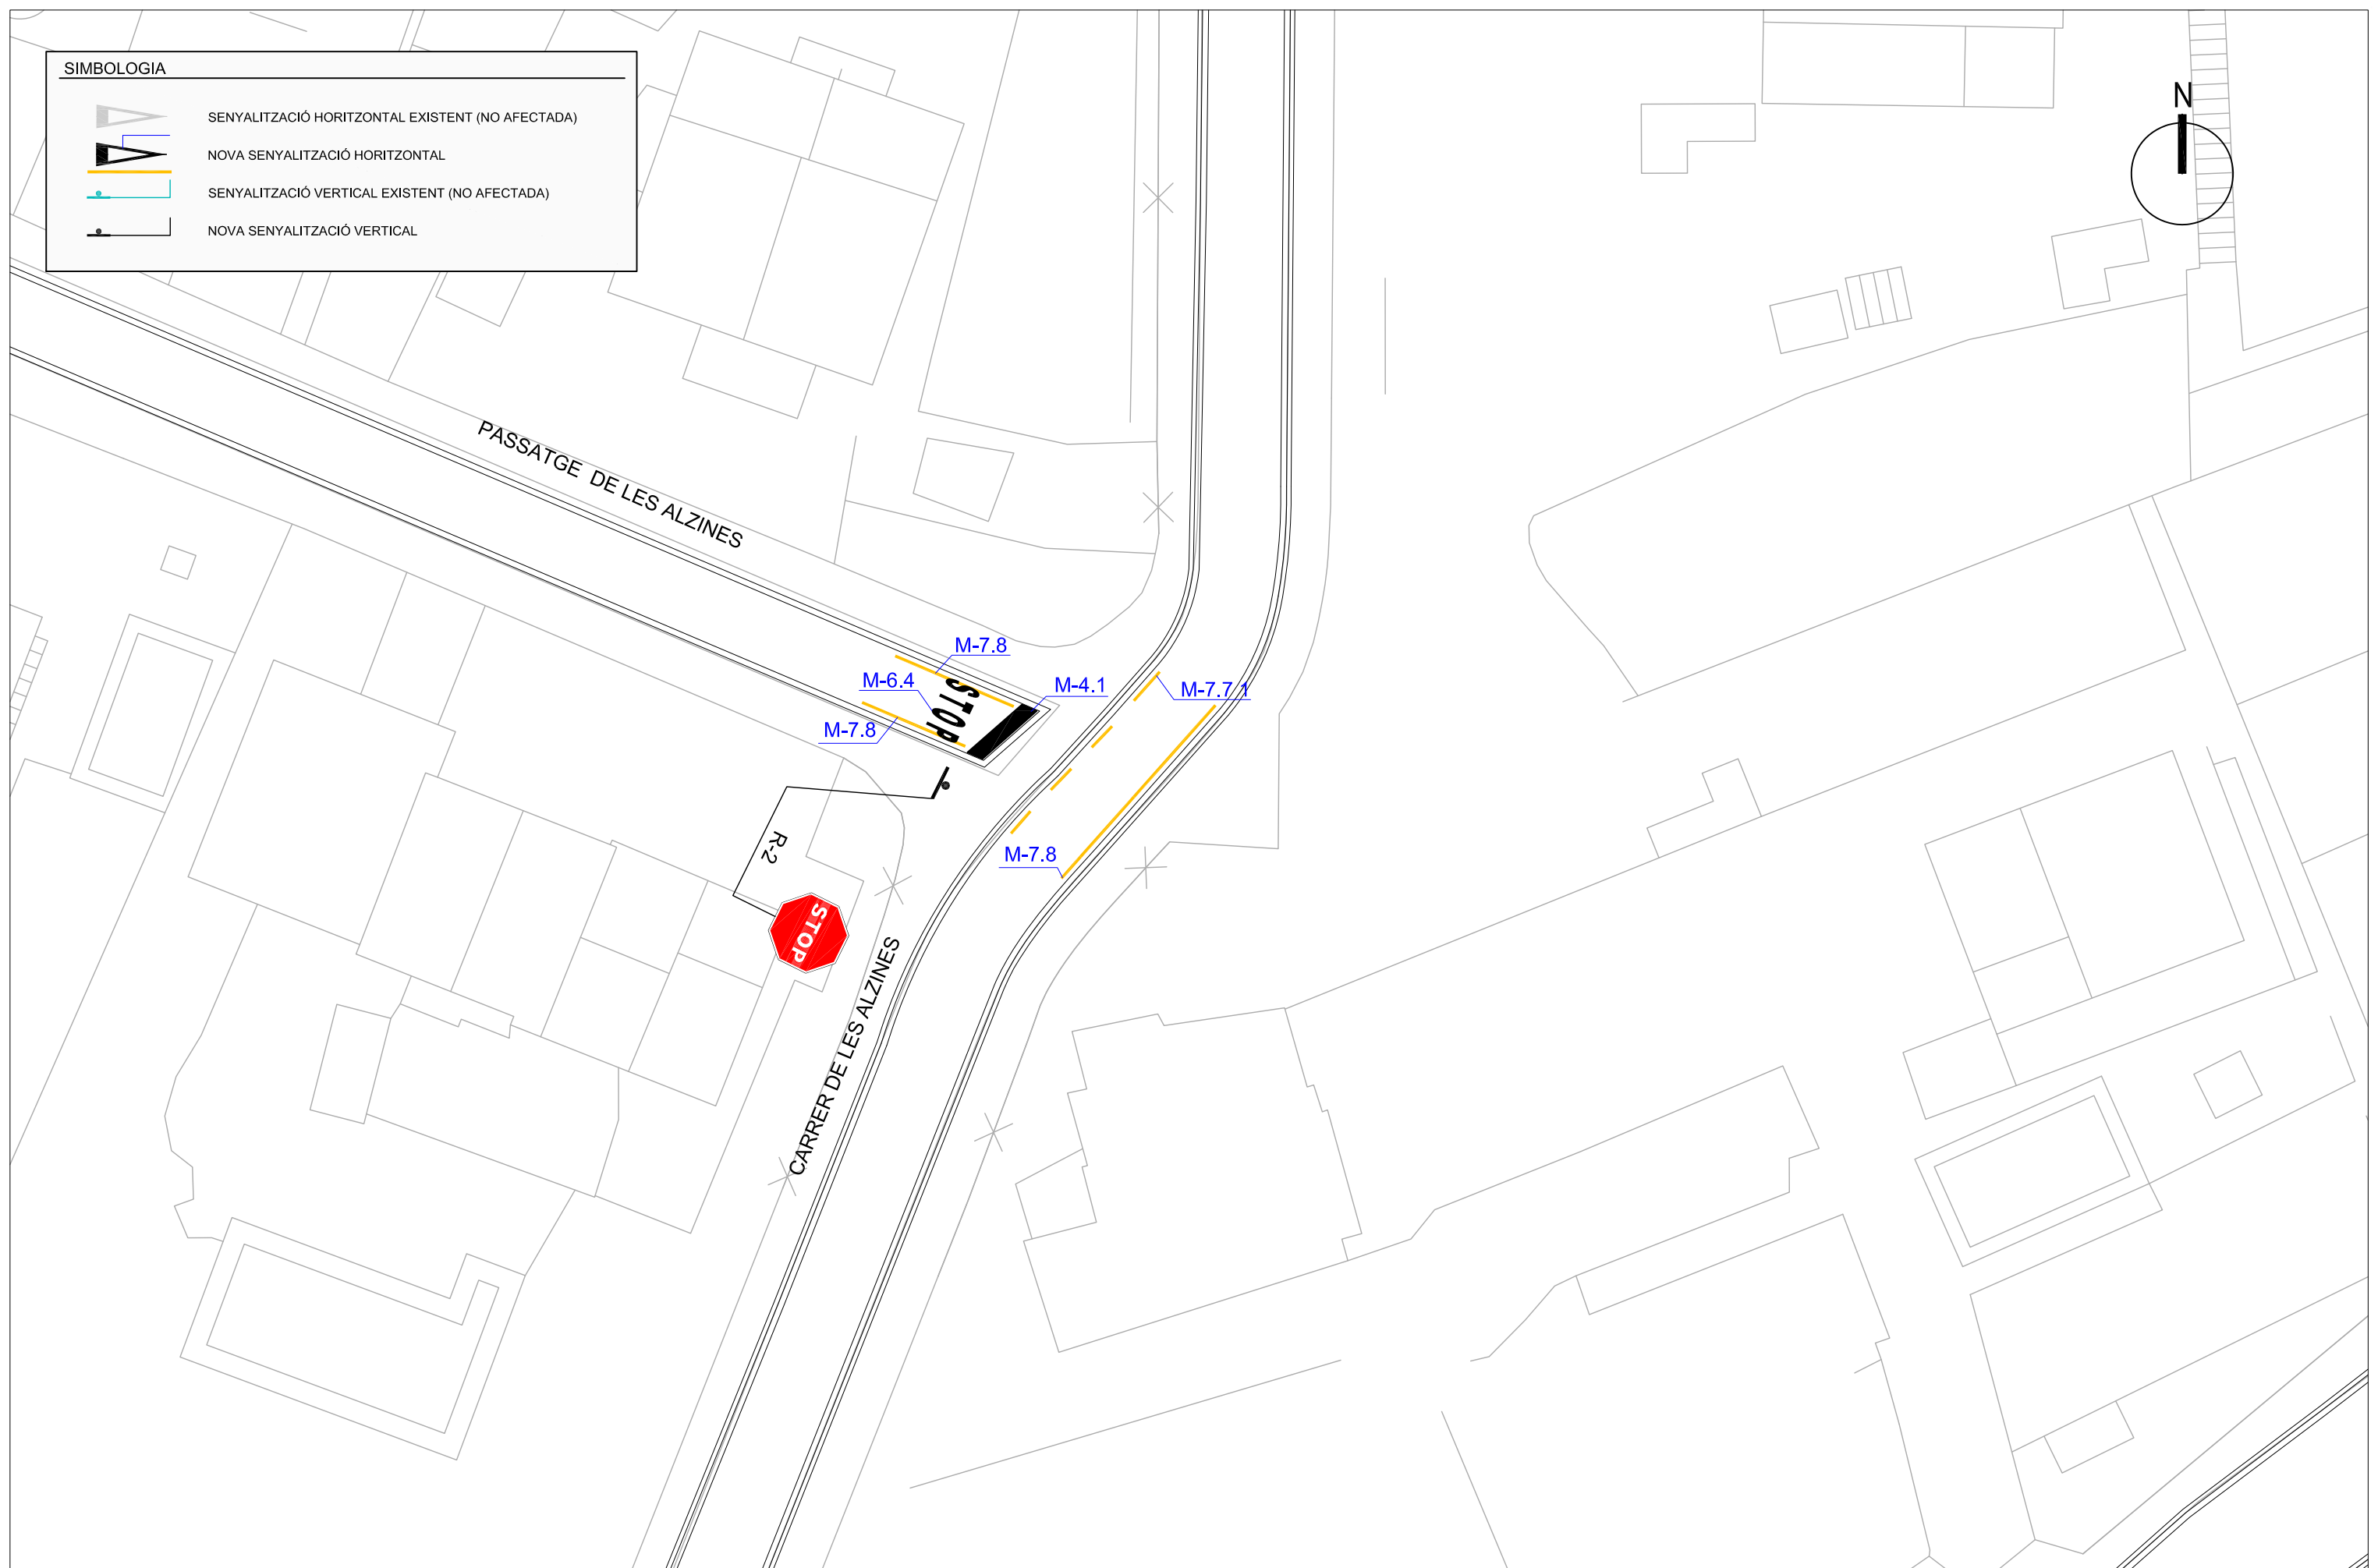 SIMBOLOGIA
SENYALITZACIÓ HORITZONTAL EXISTENT (NO AFECTADA)
NOVA SENYALITZACIÓ HORITZONTAL
SENYALITZACIÓ VERTICAL EXISTENT (NO AFECTADA)
NOVA SENYALITZACIÓ VERTICAL
N
PASSATGE DE LES ALZINES
M-7.8
M-6.4
STOP
M-4.1
M-7.7.1
M-7.8
R-2
M-7.8
STOP
CARRER DE LES ALZINES